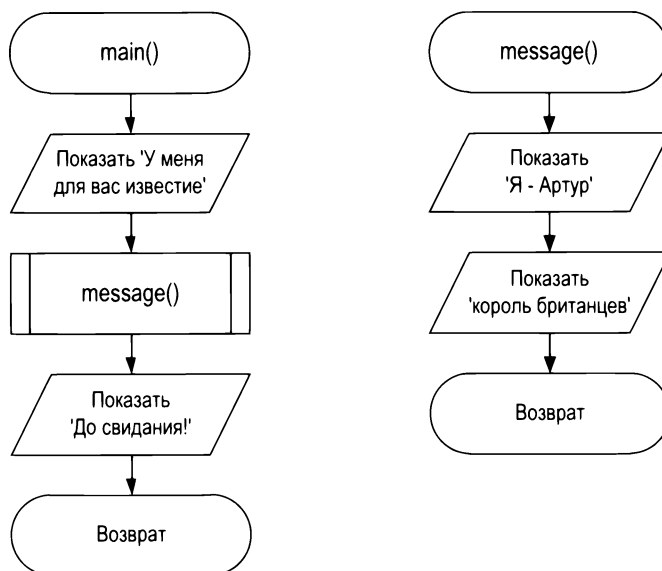 main()
Показать 'У меня
для вас известие'
message()
Показать
'До свидания!'
Возврат
message()
Показать
'Я - Артур'
Показать
'король британцев'
Возврат